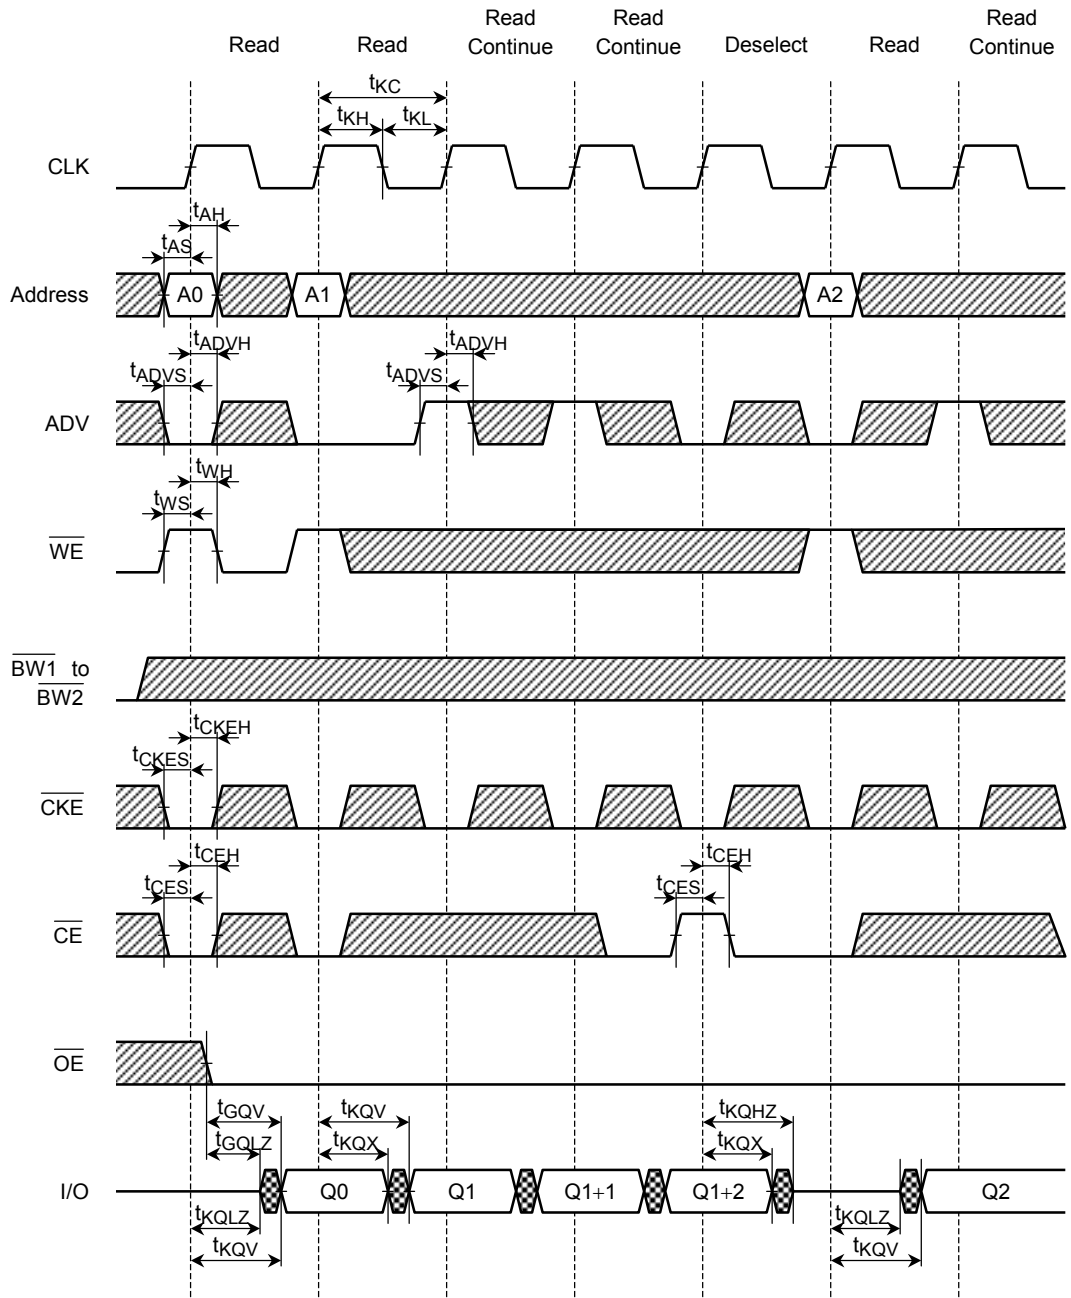 Read
Read
Read
Continue
Read
Continue
Deselect
Read
Read
Continue
tKC
tKH
tKL
CLK
tAH
tAS
Address
A0
A1
A2
tADVH
tADVS
tADVH
tADVS
ADV
tWH
tWS
WE
BW1 to
BW2
tCKEH
tCKES
CKE
tCEH
tCES
tCEH
tCES
CE
OE
tGQV
tKQV
tKQHZ
tGQLZ
tKQX
tKQX
I/O
Q0
Q1
Q1+1
Q1+2
Q2
tKQLZ
tKQLZ
tKQV
tKQV